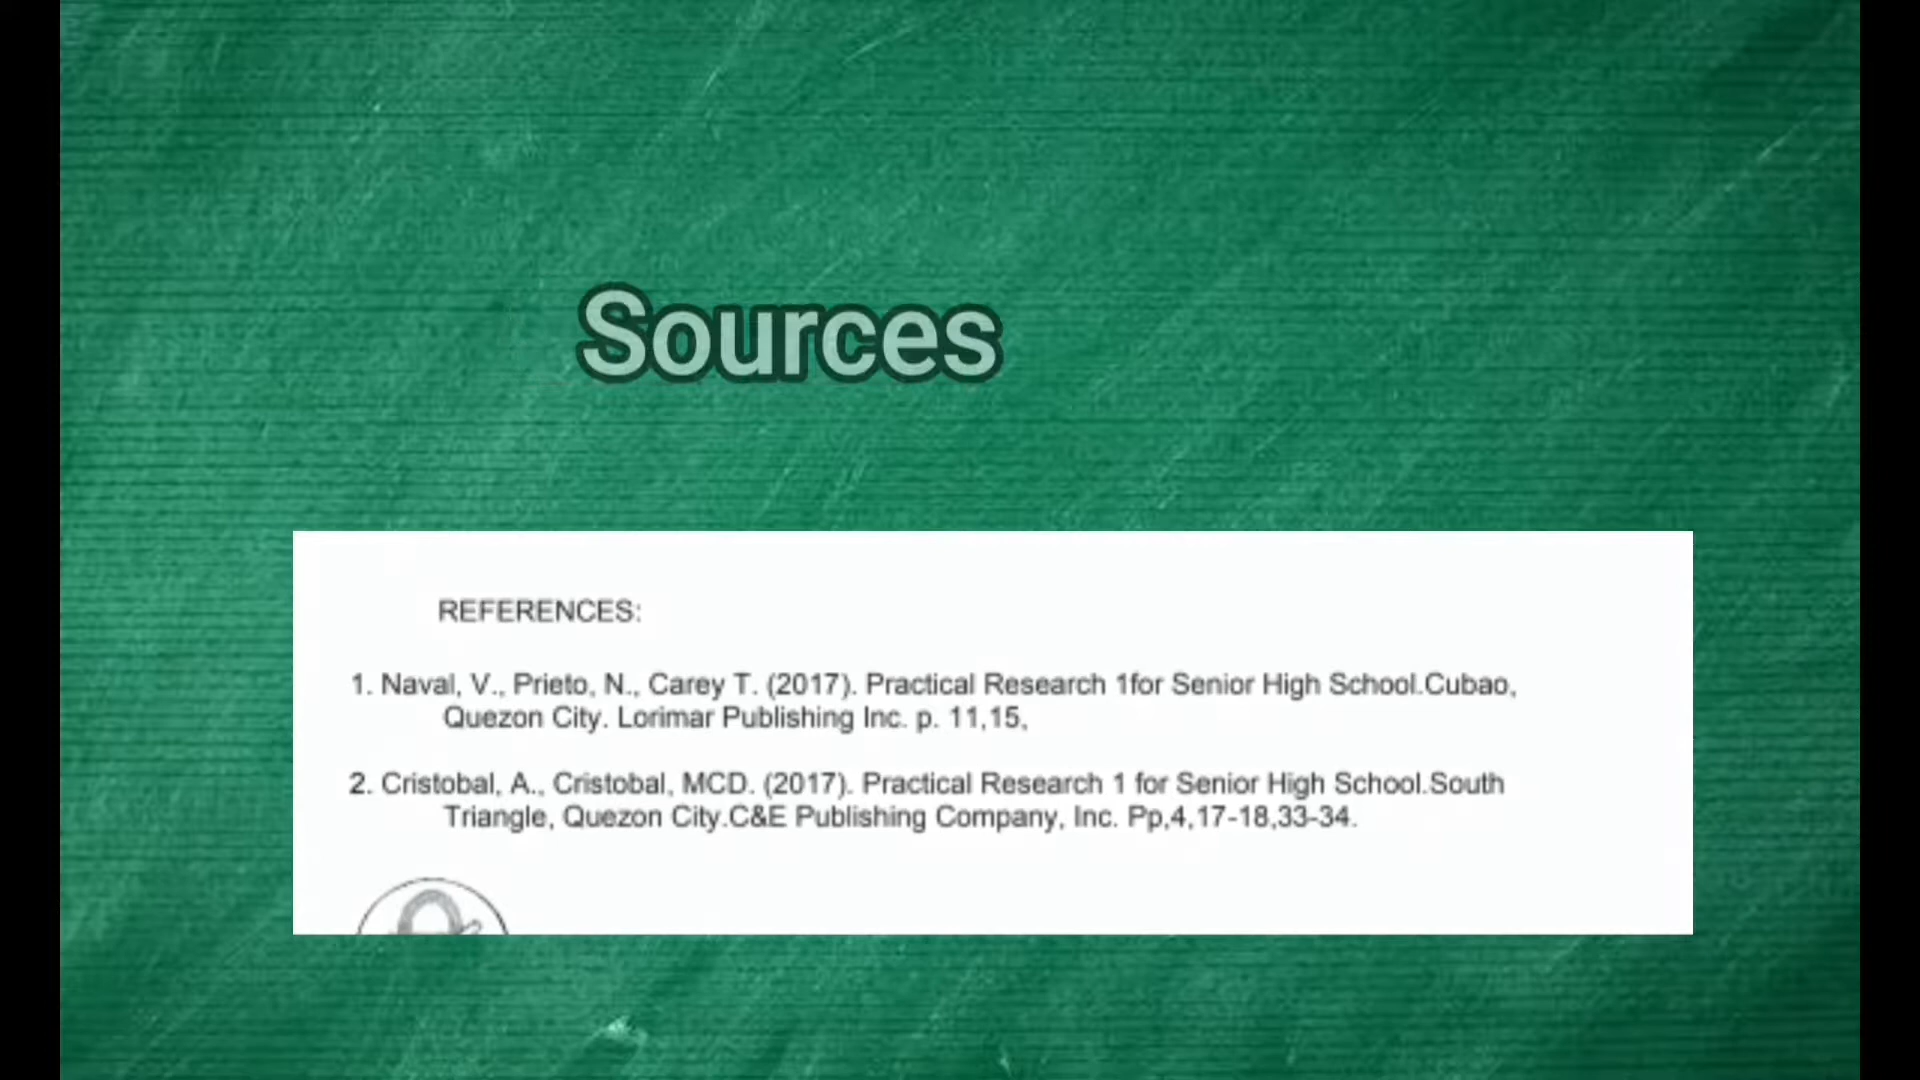 Sources
REFERENCES:
1. Naval, V., Prieto, N., Carey T. (2017). Practical Research 1for Senior High School.Cubao,
Quezon City. Lorimar Publishing Inc. p. 11,15,
2. Cristobal, A., Cristobal, MCD. (2017). Practical Research 1 for Senior High School.South
Triangle, Quezon City.C&E Publishing Company, Inc. Pp,4,17-18,33-34.